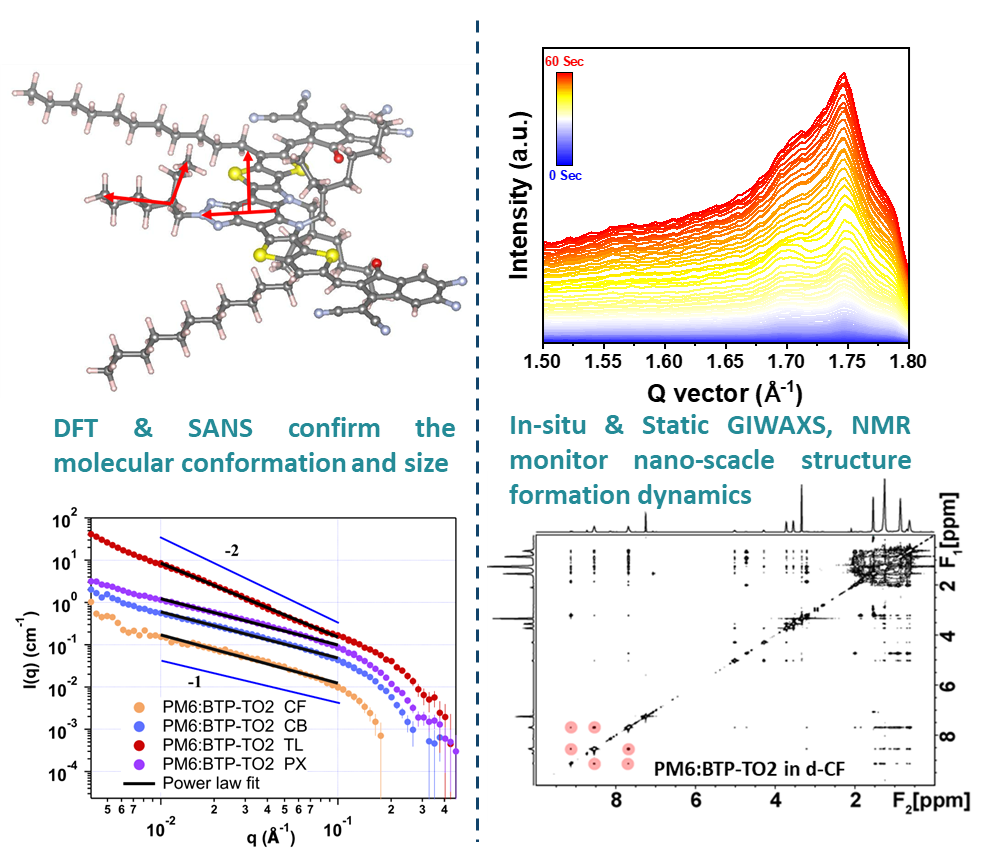 DFT & SANS confirm the
molecular conformation and size
10²
10¹
10⁰
10⁻¹
10⁻²
10⁻³
10⁻⁴
I(q) (cm⁻¹)
-2
-1
PM6:BTP-TO2 CF
PM6:BTP-TO2 CB
PM6:BTP-TO2 TL
PM6:BTP-TO2 PX
Power law fit
5 6 7 2 3 4 5 6 7 2 3 4
10⁻² 10⁻¹
q (Å⁻¹)
60 Sec
0 Sec
Intensity (a.u.)
1.50 1.55 1.60 1.65 1.70 1.75 1.80
Q vector (Å⁻¹)
In-situ & Static GIWAXS, NMR
monitor nano-scacle structure
formation dynamics
F₁[ppm]
2
4
6
8
PM6:BTP-TO2 in d-CF
8 6 4 2 F₂[ppm]